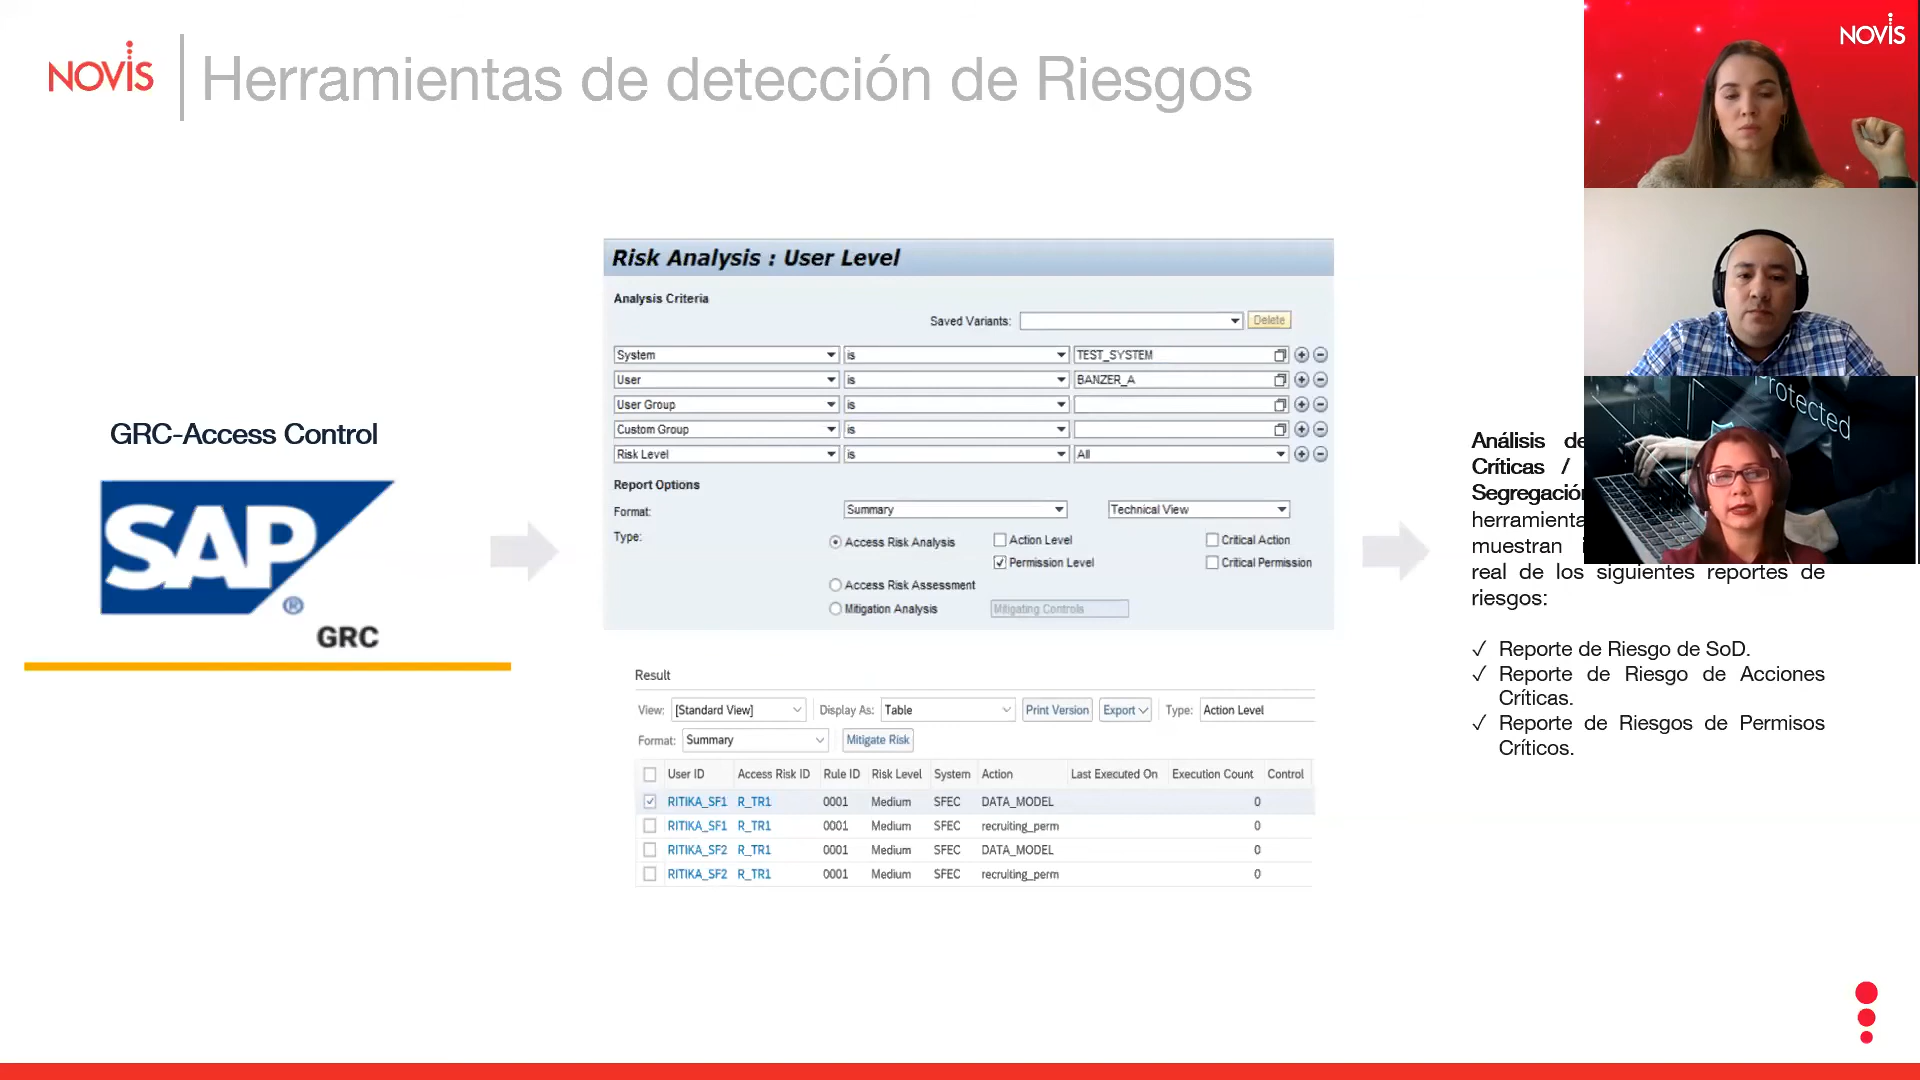 NOVIS
Herramientas de detección de Riesgos
NOVIS
GRC-Access Control
SAP
®
GRC
Risk Analysis : User Level
Analysis Criteria
Saved Variants: Delete
System is TEST_SYSTEM
User is BANZER_A
User Group is
Custom Group is
Risk Level is All
Report Options
Format: Summary Technical View
Type: Access Risk Analysis Action Level Critical Action
Permission Level Critical Permission
Access Risk Assessment
Mitigation Analysis Mitigating Controls
Result
View: [Standard View] Display As: Table Print Version Export Type: Action Level
Format: Summary Mitigate Risk
User ID Access Risk ID Rule ID Risk Level System Action Last Executed On Execution Count Control
RITIKA_SF1 R_TR1 0001 Medium SFEC DATA_MODEL 0
RITIKA_SF1 R_TR1 0001 Medium SFEC recruiting_perm 0
RITIKA_SF2 R_TR1 0001 Medium SFEC DATA_MODEL 0
RITIKA_SF2 R_TR1 0001 Medium SFEC recruiting_perm 0
Protected
Análisis de
Críticas /
herramienta
muestran
real de los siguientes reportes de
riesgos:
✓ Reporte de Riesgo de SoD.
✓ Reporte de Riesgo de Acciones
Críticas.
✓ Reporte de Riesgos de Permisos
Críticos.